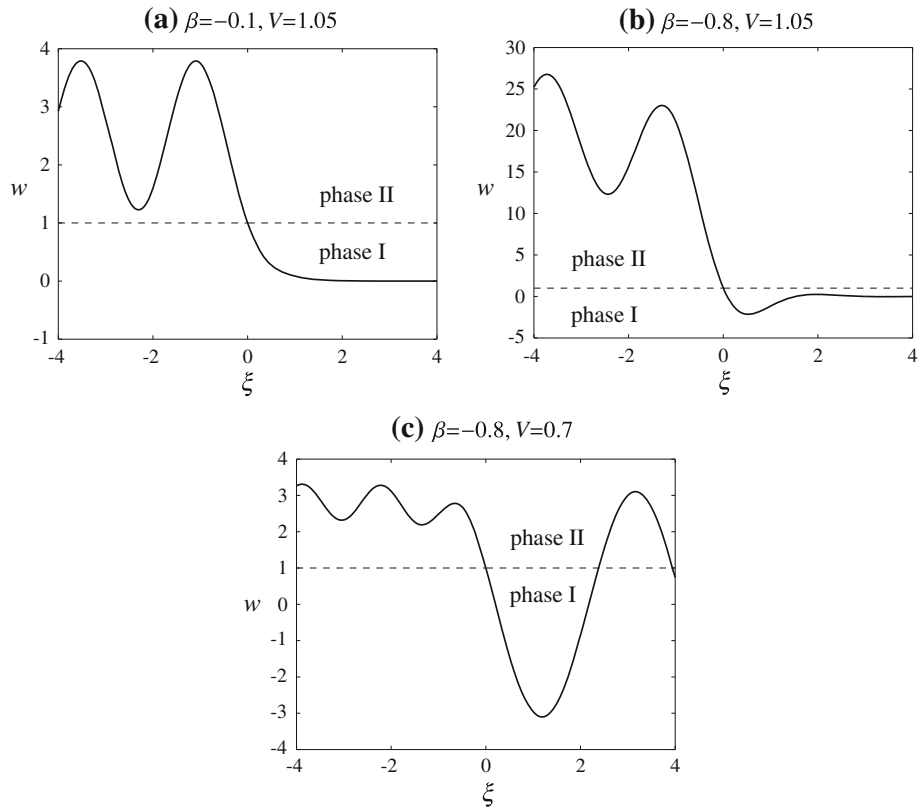 (a) β=−0.1, V=1.05
4
3
2
1
0
-1
w
phase II
phase I
-4 -2 0 2 4
ξ
(b) β=−0.8, V=1.05
30
25
20
15
10
5
0
-5
w
phase II
phase I
-4 -2 0 2 4
ξ
(c) β=−0.8, V=0.7
4
3
2
1
0
-1
-2
-3
-4
w
phase II
phase I
-4 -2 0 2 4
ξ